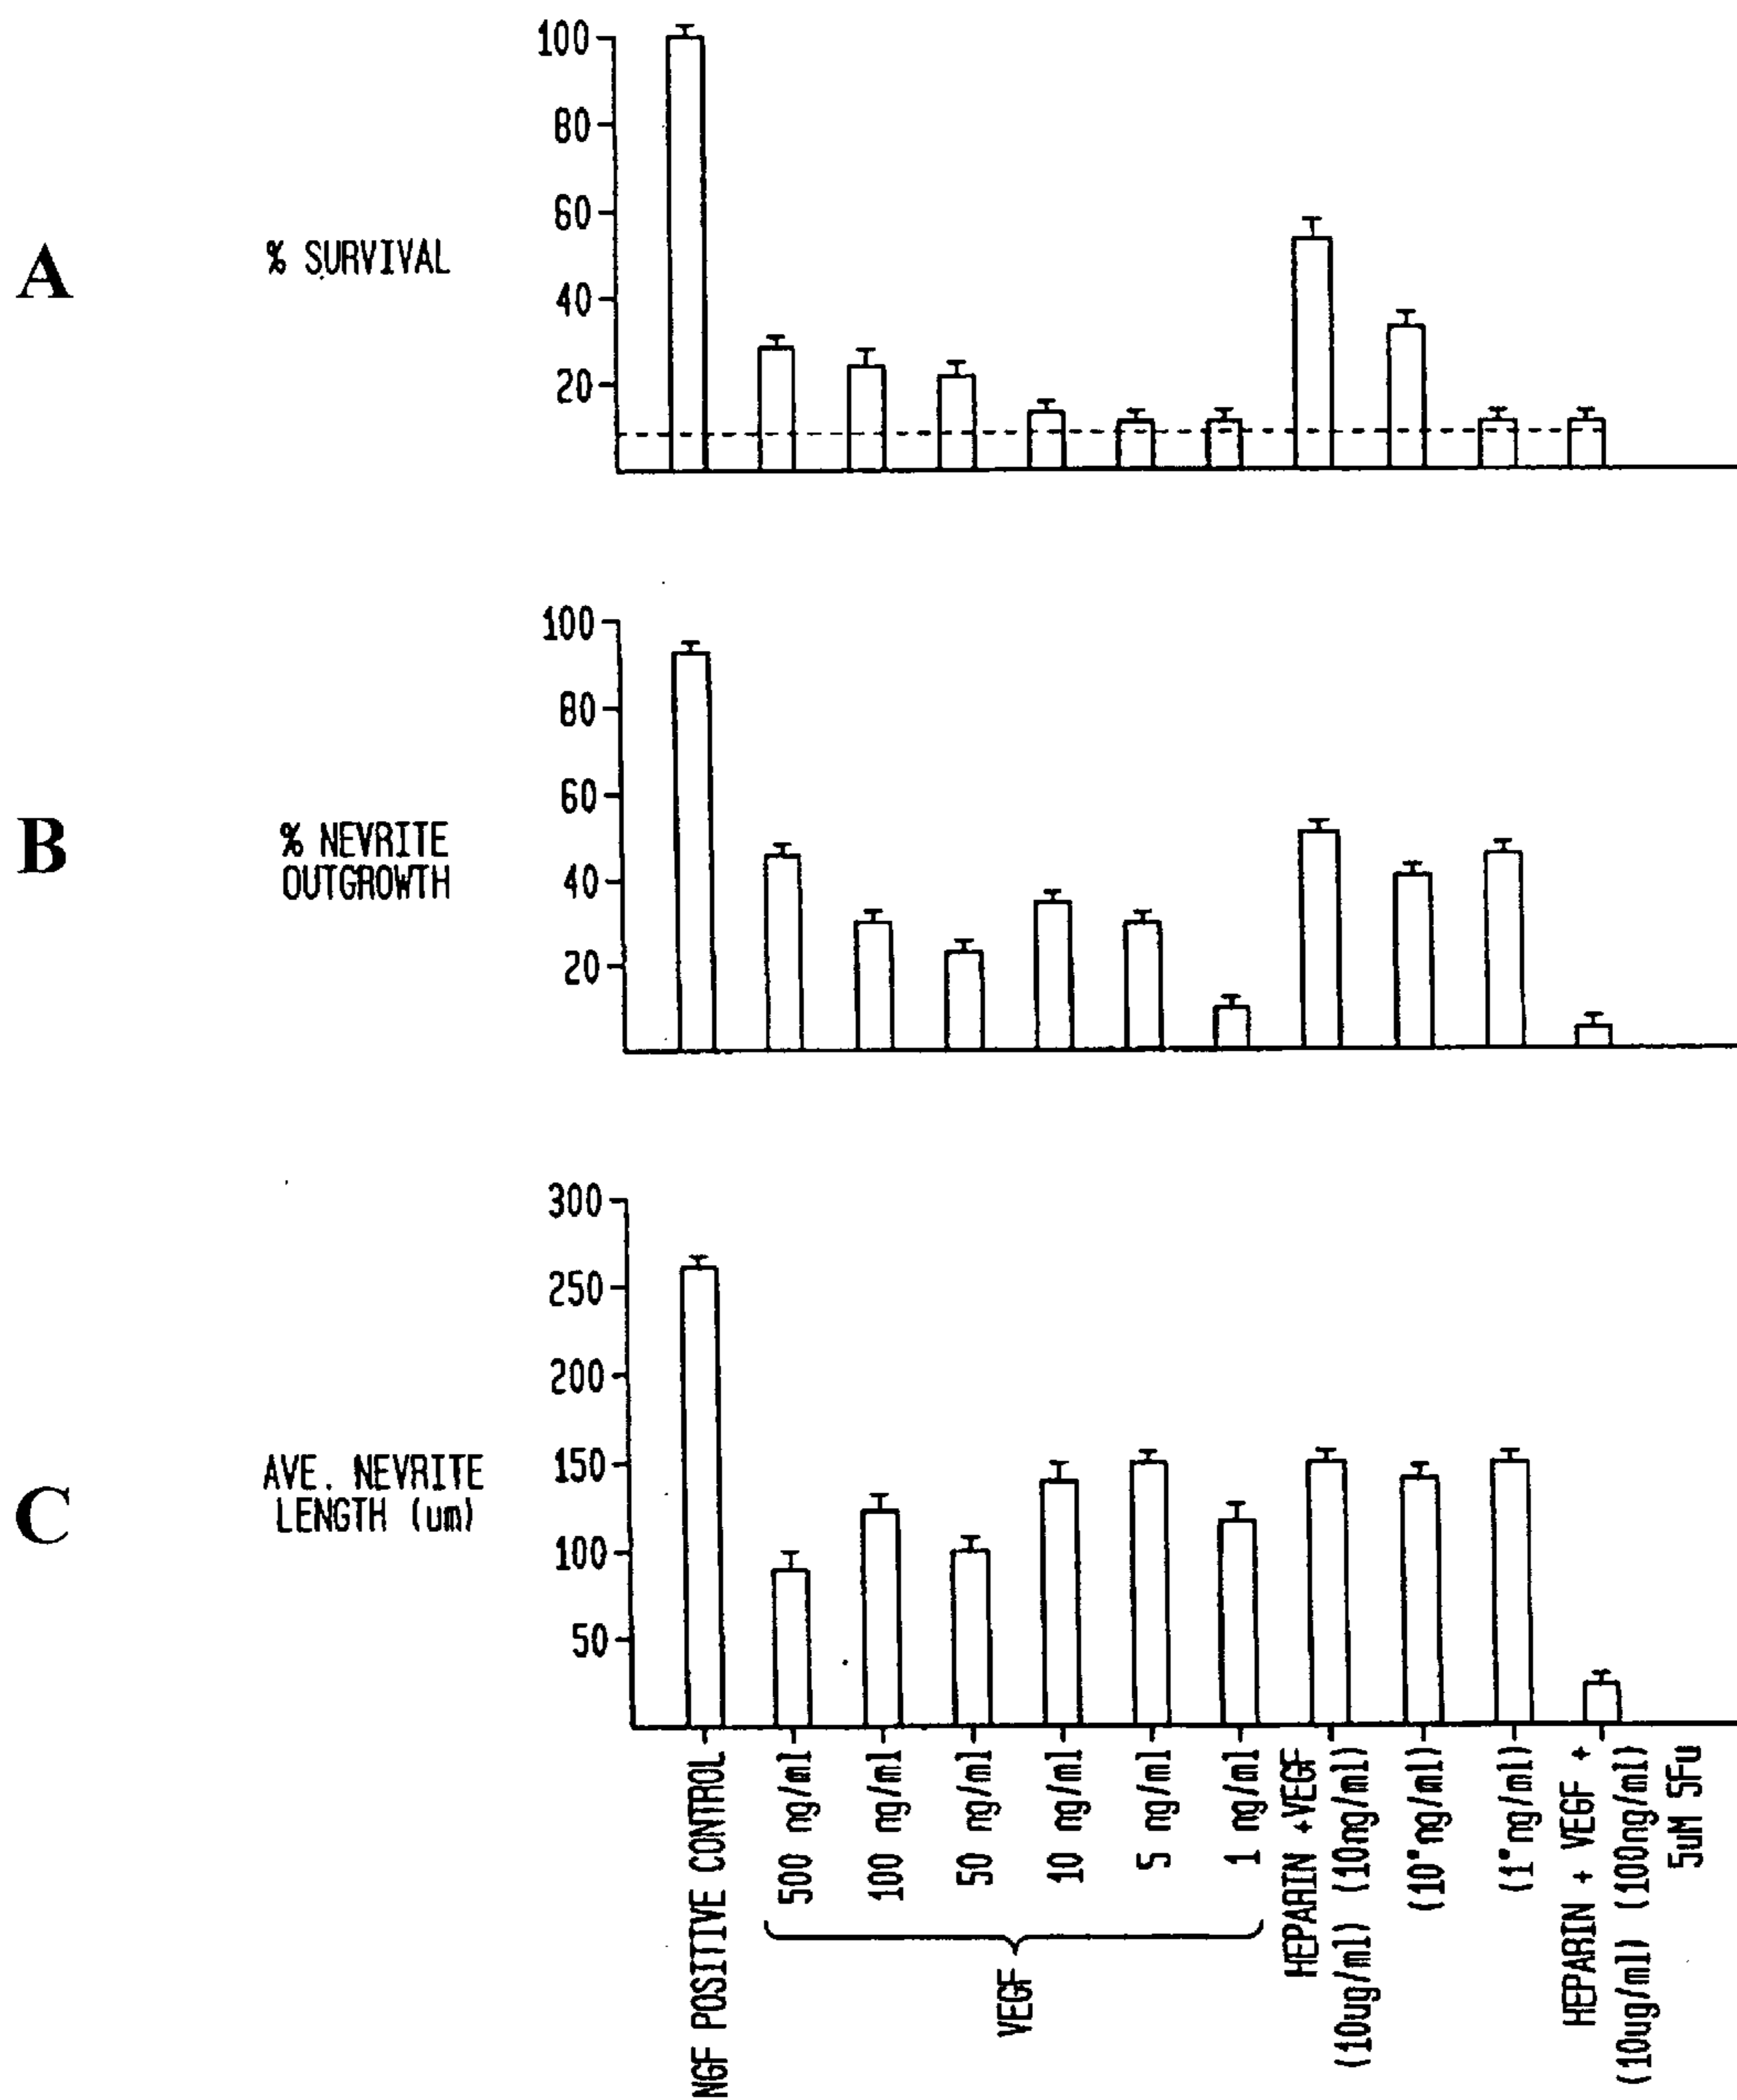 A
% SURVIVAL
100
80
60
40
20
B
% NEVRITE
OUTGROWTH
100
80
60
40
20
C
AVE. NEVRITE
LENGTH (um)
300
250
200
150
100
50
NGF POSITIVE CONTROL
500 ng/ml
100 ng/ml
50 ng/ml
10 ng/ml
5 ng/ml
1 ng/ml
VEGF
HEPARIN +VEGF
(10ug/ml) (10ng/ml)
(10"ng/ml)
(1"ng/ml)
HEPARIN + VEGF +
(10ug/ml) (100ng/ml)
5uM SFu